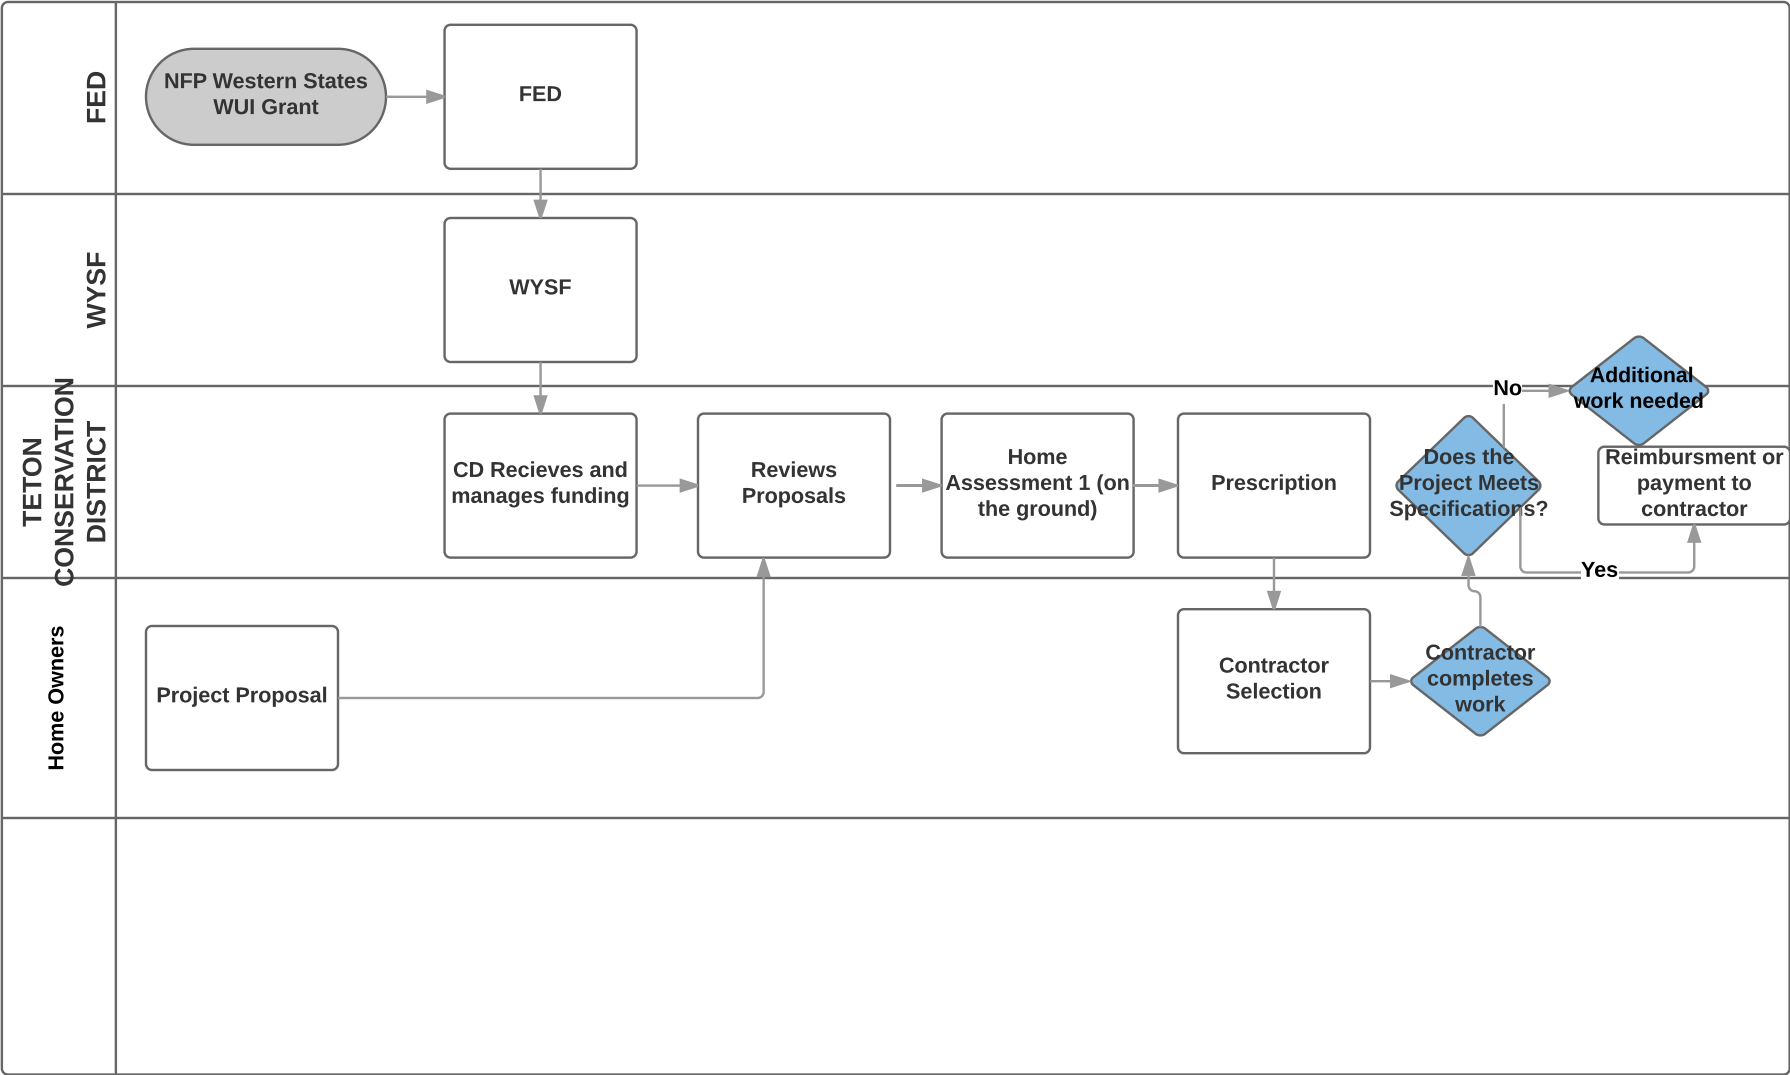 FED
NFP Western States
WUI Grant
FED
WYSF
WYSF
TETON
CONSERVATION
DISTRICT
CD Recieves and
manages funding
Reviews
Proposals
Home
Assessment 1 (on
the ground)
Prescription
Does the
Project Meets
Specifications?
No
Additional
work needed
Reimbursment or
payment to
contractor
Yes
Home Owners
Project Proposal
Contractor
Selection
Contractor
completes
work